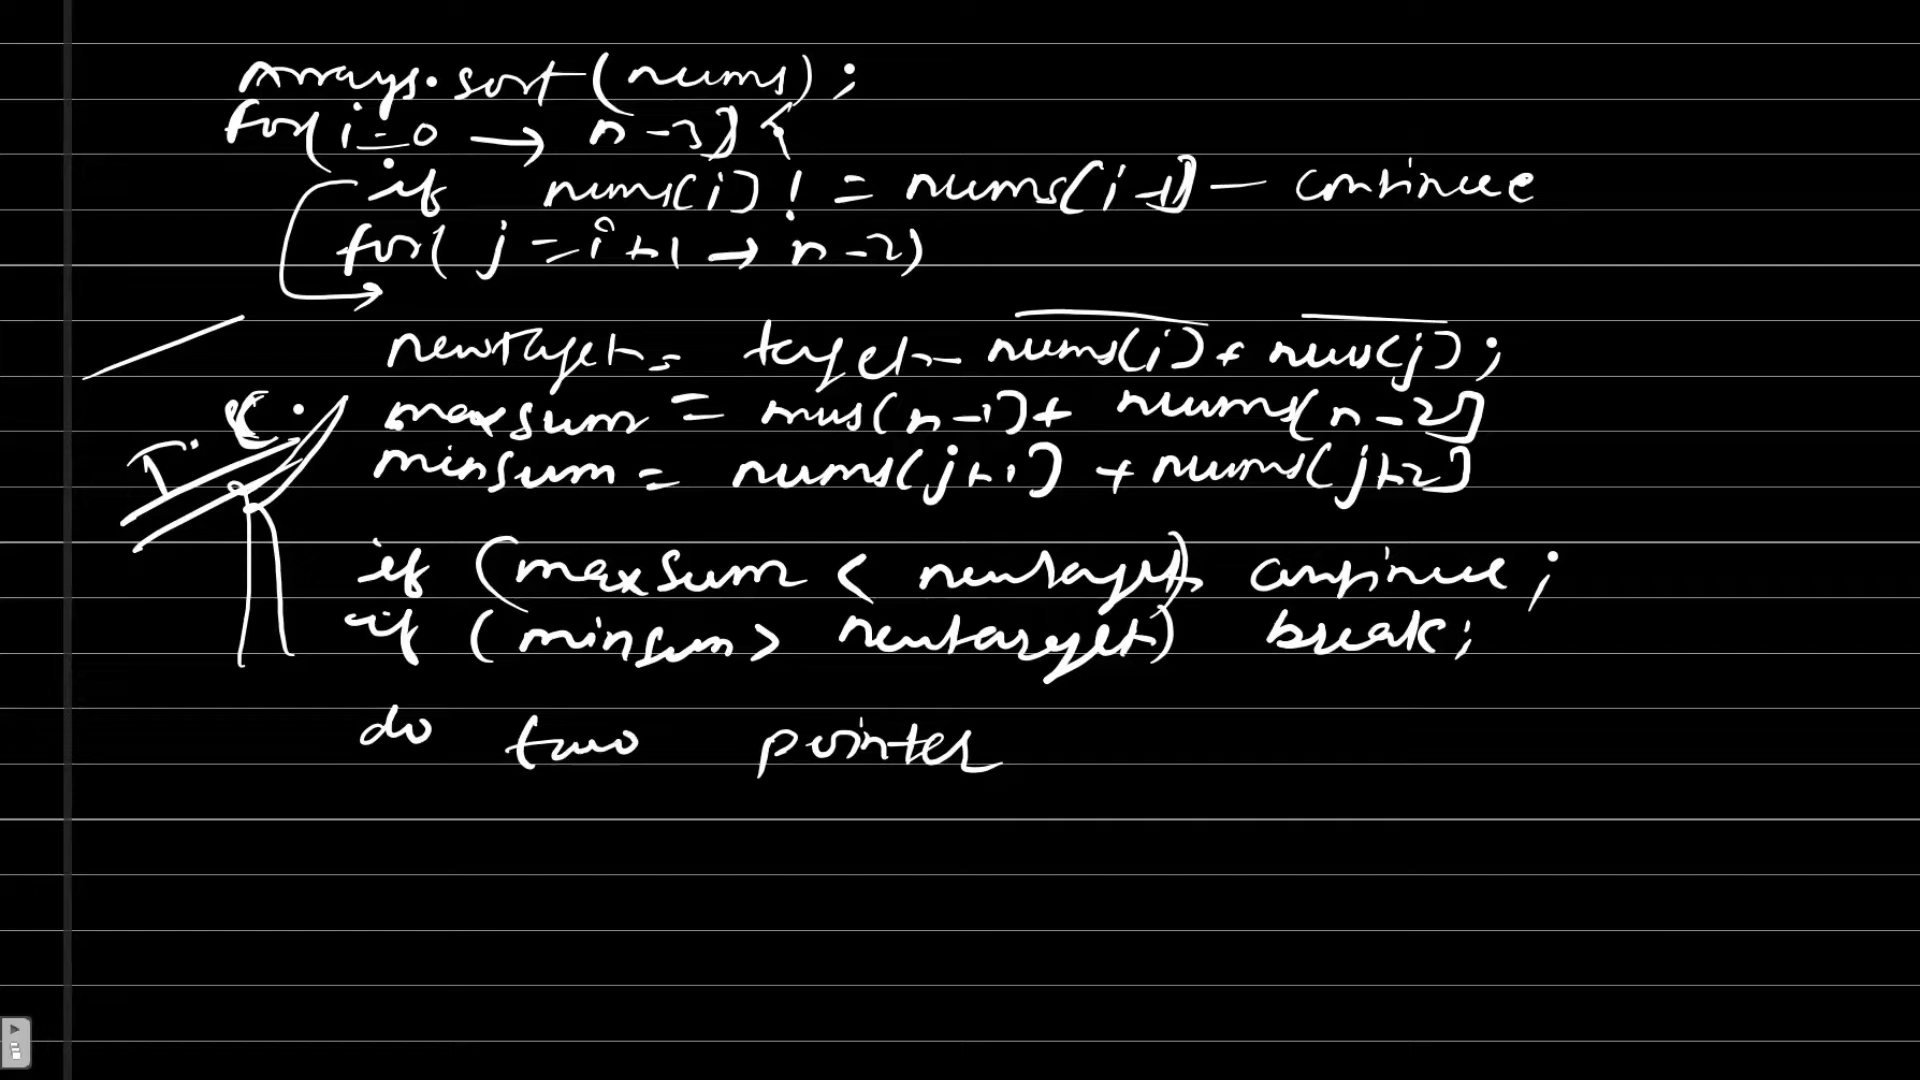 Arrays.sort(nums);
for(i=0 → n-3) {
if nums(i) != nums(i-1) - continue
for( j = i+1 → n-2)
newtarget = target - nums(i) + nums(j);
maxsum = nums(n-1) + nums[n-2]
minsum = nums(j+1) + nums(j+2]
if (maxsum < newtarget) continue;
if (minsum > newtarget) break;
do two pointer
T.C.